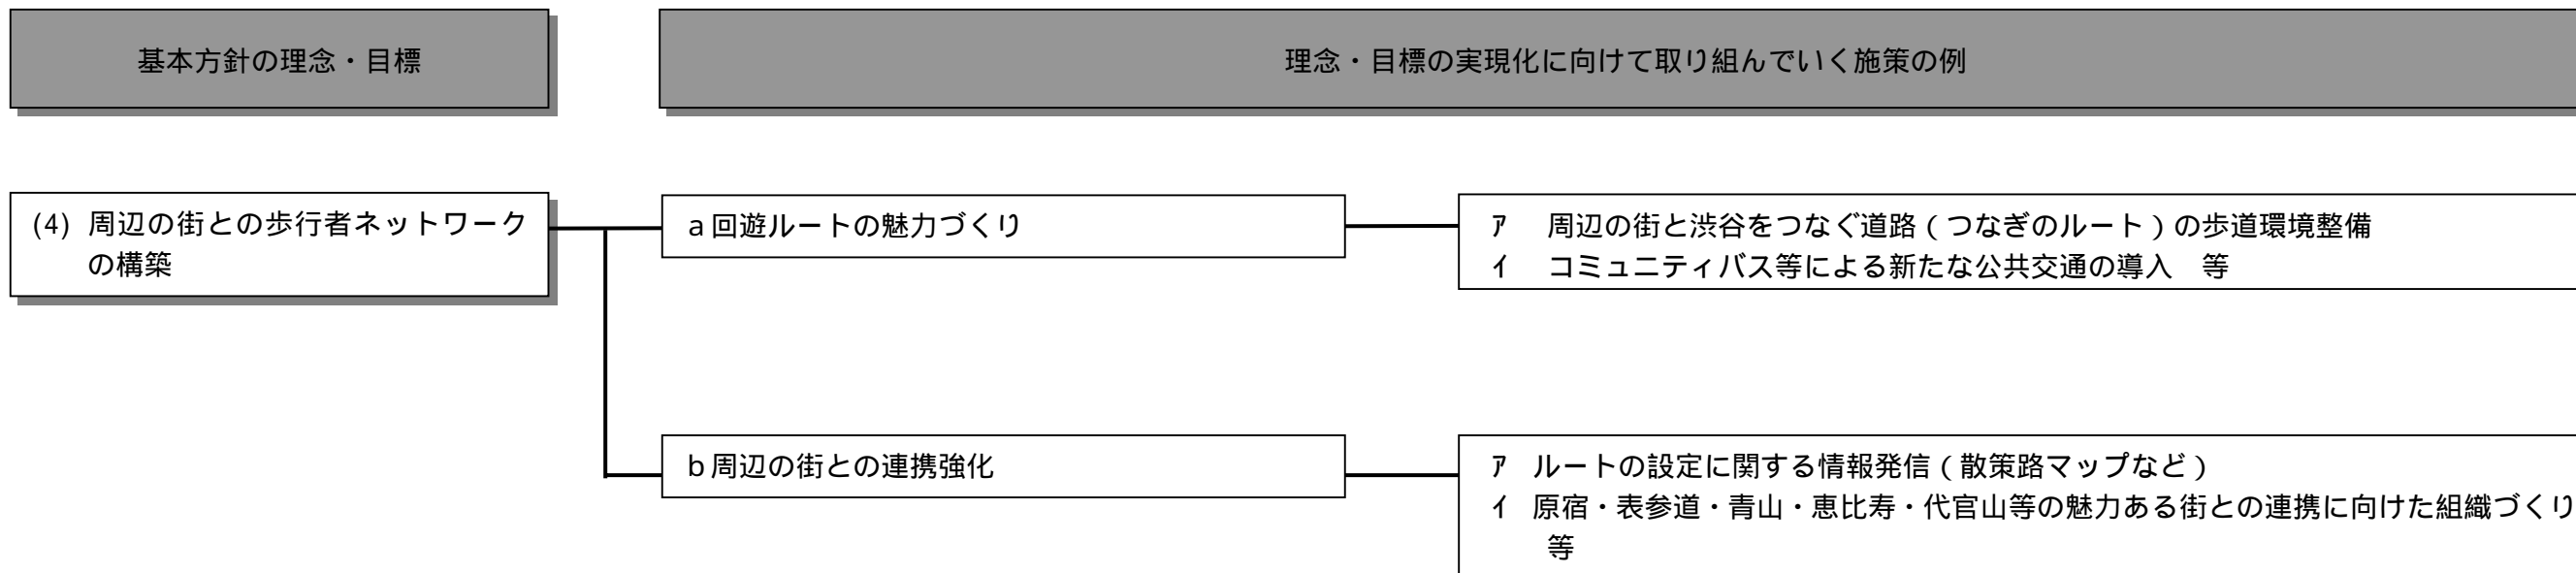 基本方針の理念・目標
理念・目標の実現化に向けて取り組んでいく施策の例
(4) 周辺の街との歩行者ネットワーク
の構築
a 回遊ルートの魅力づくり
ｱ 周辺の街と渋谷をつなぐ道路（つなぎのルート）の歩道環境整備
ｲ コミュニティバス等による新たな公共交通の導入　等
b 周辺の街との連携強化
ｱ ルートの設定に関する情報発信（散策路マップなど）
ｲ 原宿・表参道・青山・恵比寿・代官山等の魅力ある街との連携に向けた組織づくり
等